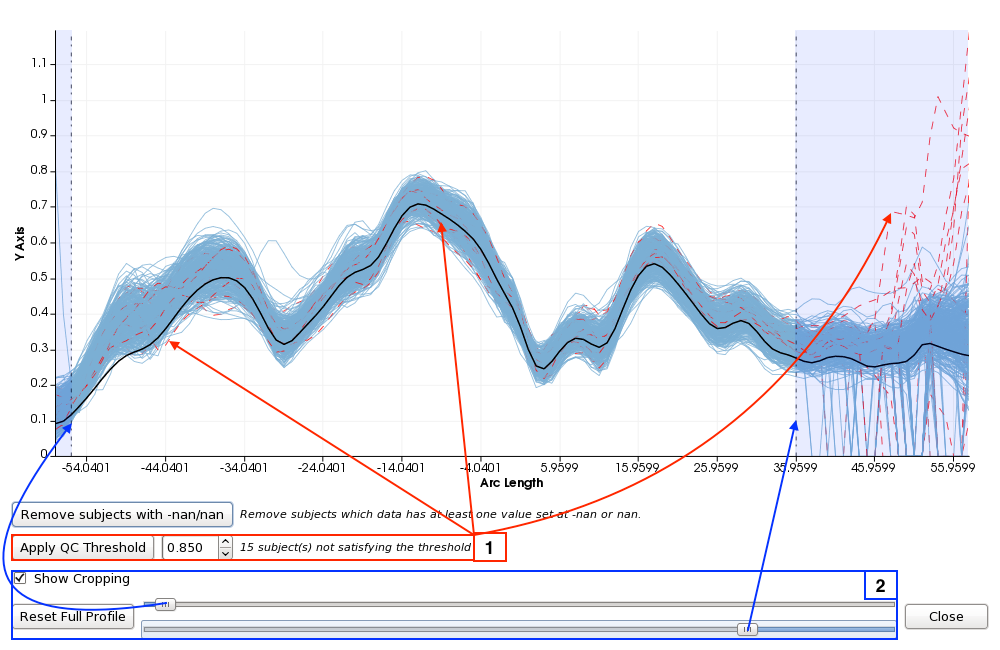 1.1
1
0.9
0.8
0.7
0.6
0.5
0.4
0.3
0.2
0.1
0
Y Axis
-54.0401 -44.0401 -34.0401 -24.0401 -14.0401 -4.0401 5.9599 15.9599 25.9599 35.9599 45.9599 55.9599
Arc Length
Remove subjects with -nan/nan Remove subjects which data has at least one value set at -nan or nan.
Apply QC Threshold 0.850 15 subject(s) not satisfying the threshold 1
Show Cropping 2
Reset Full Profile Close